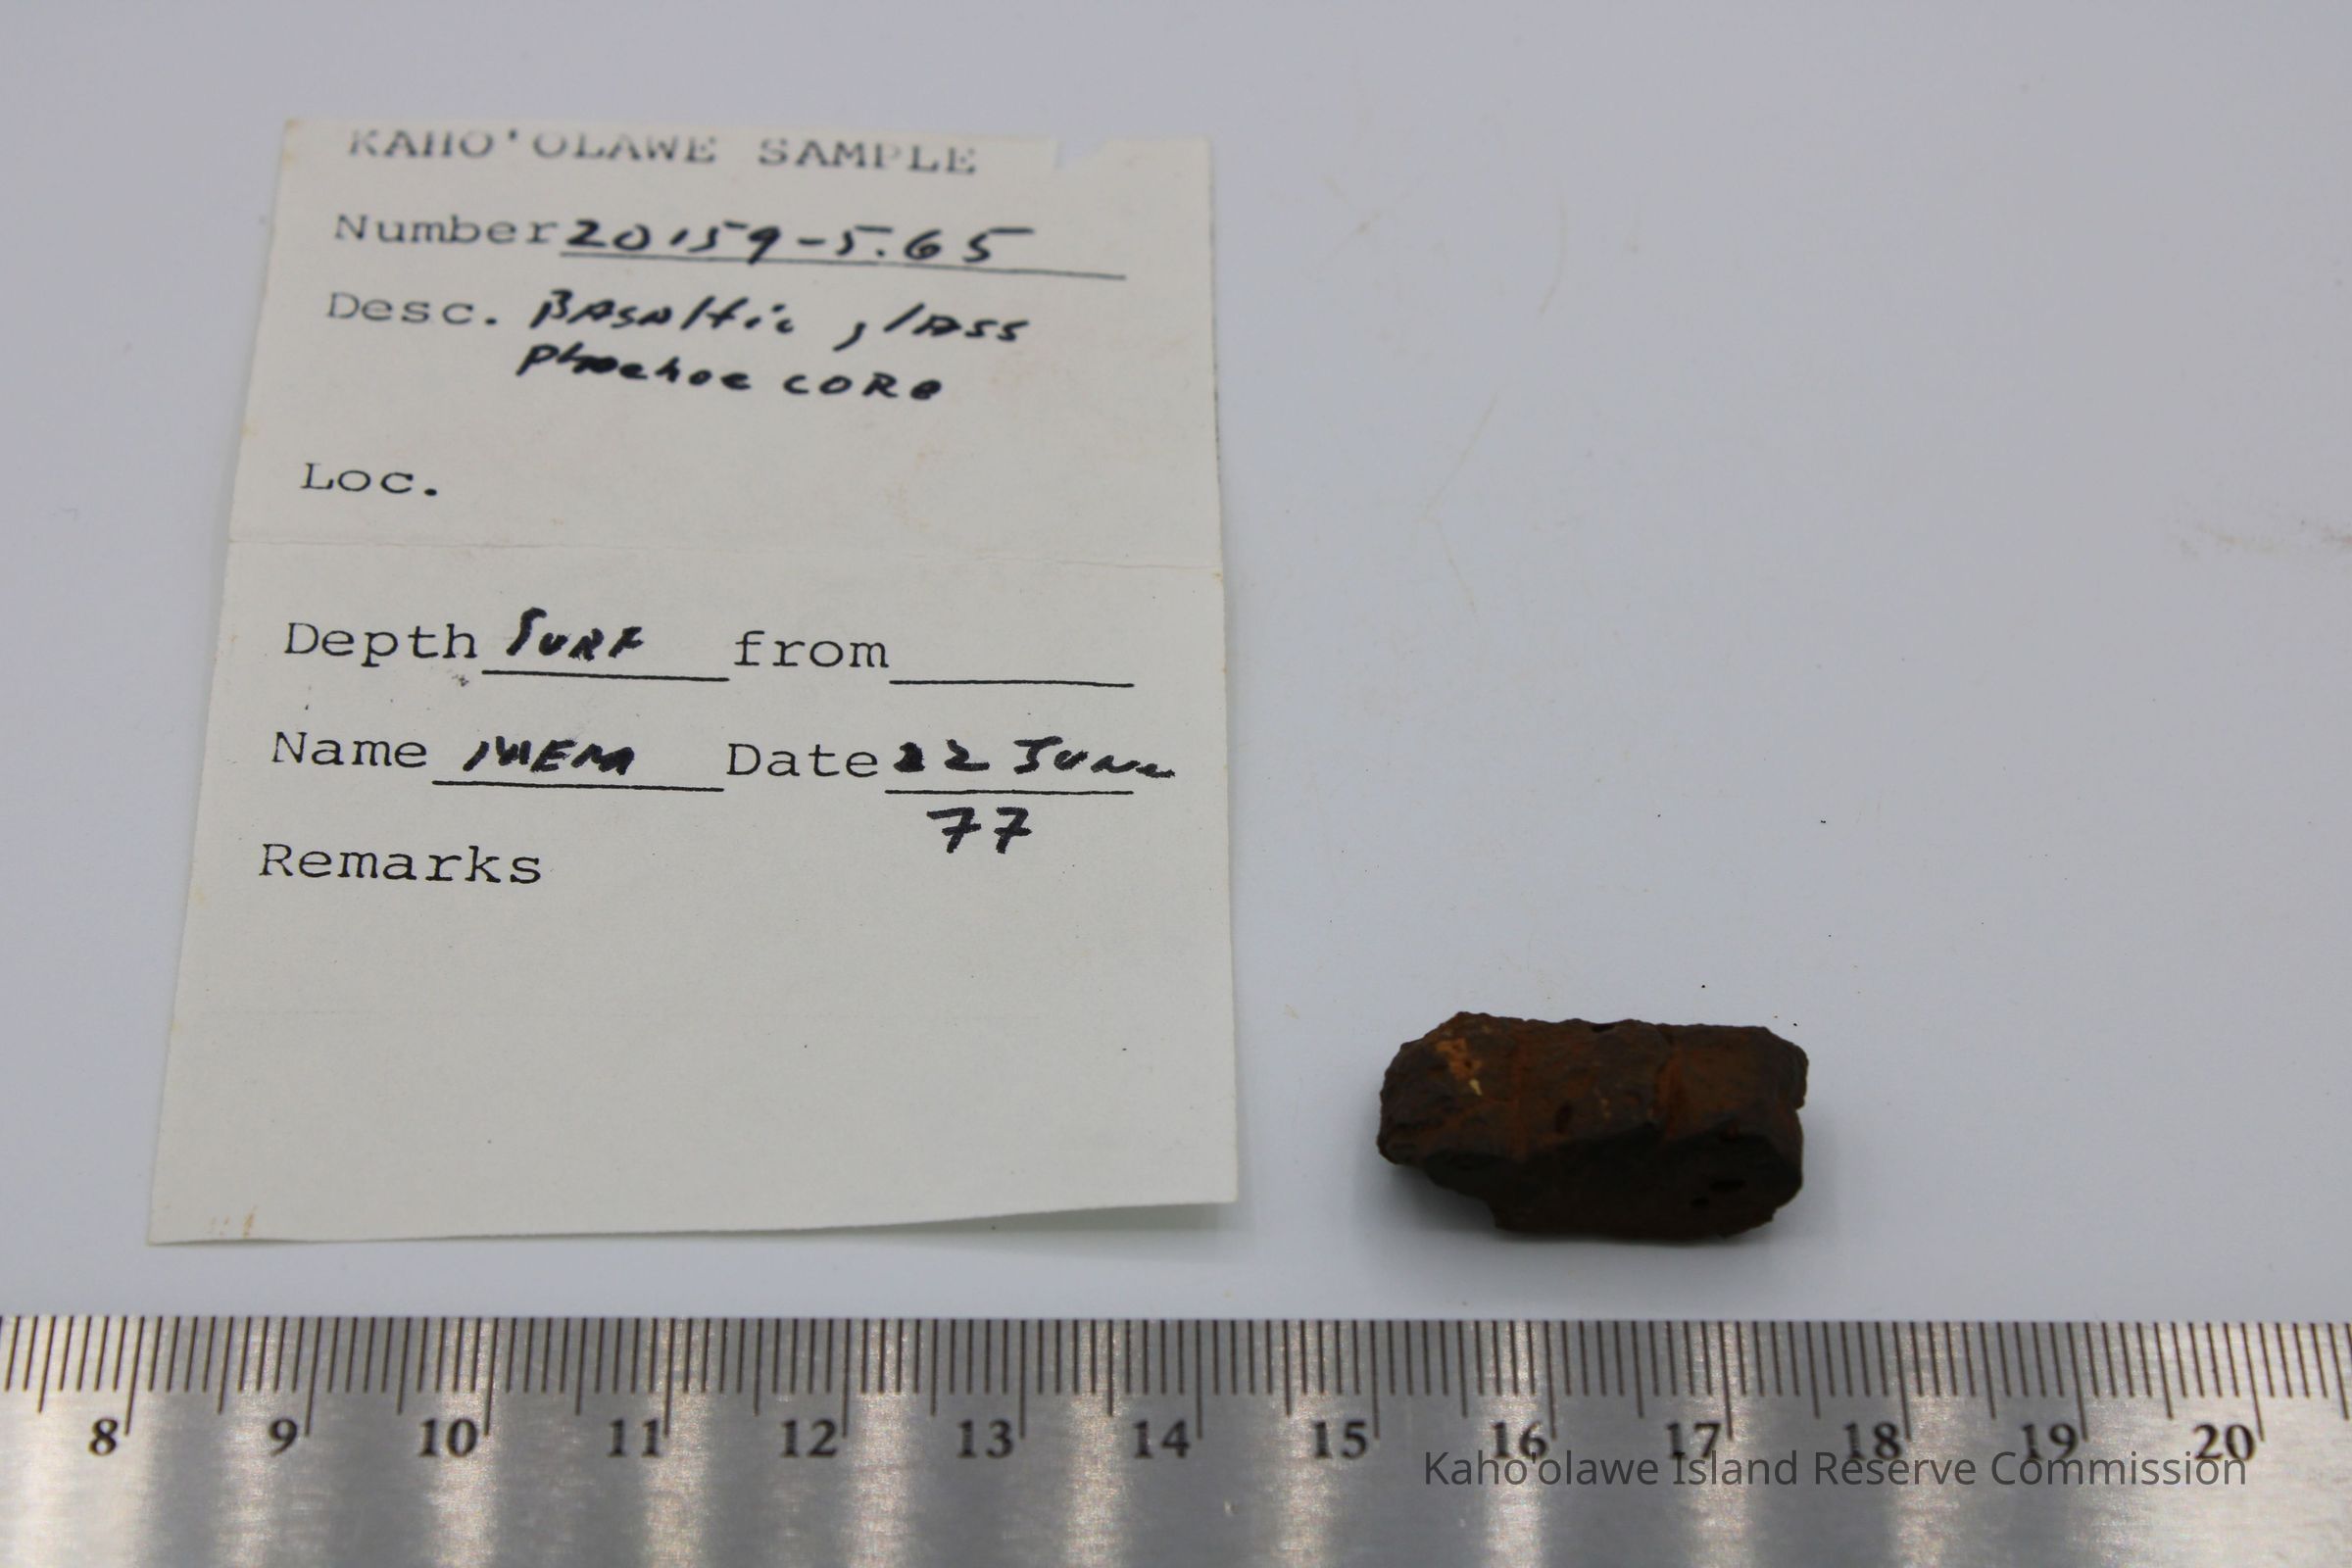 KAHO'OLAWE SAMPLE
Number 20159-5.65
Desc. BASAltic glASS
phoehoe CORe
Loc.
Depth SURF from
Name Date 22 June
77
Remarks
8 9 10 11 12 13 14 15 16 17 18 19 20
Kaho'olawe Island Reserve Commission